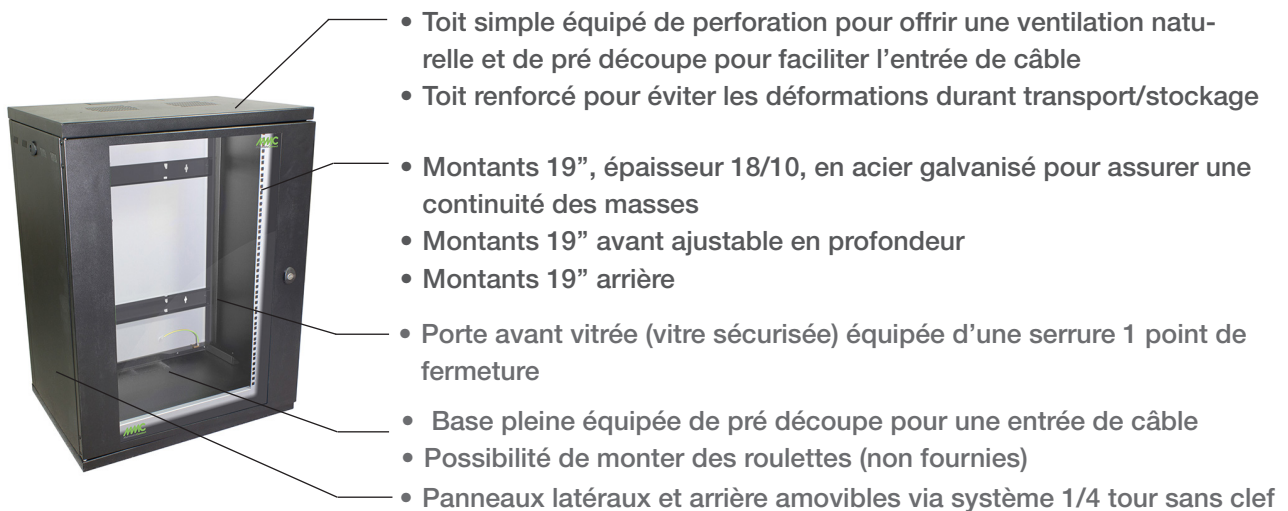 • Toit simple équipé de perforation pour offrir une ventilation natu-
relle et de pré découpe pour faciliter l'entrée de câble
• Toit renforcé pour éviter les déformations durant transport/stockage
• Montants 19”, épaisseur 18/10, en acier galvanisé pour assurer une
continuité des masses
• Montants 19” avant ajustable en profondeur
• Montants 19” arrière
• Porte avant vitrée (vitre sécurisée) équipée d’une serrure 1 point de
fermeture
• Base pleine équipée de pré découpe pour une entrée de câble
• Possibilité de monter des roulettes (non fournies)
• Panneaux latéraux et arrière amovibles via système 1/4 tour sans clef